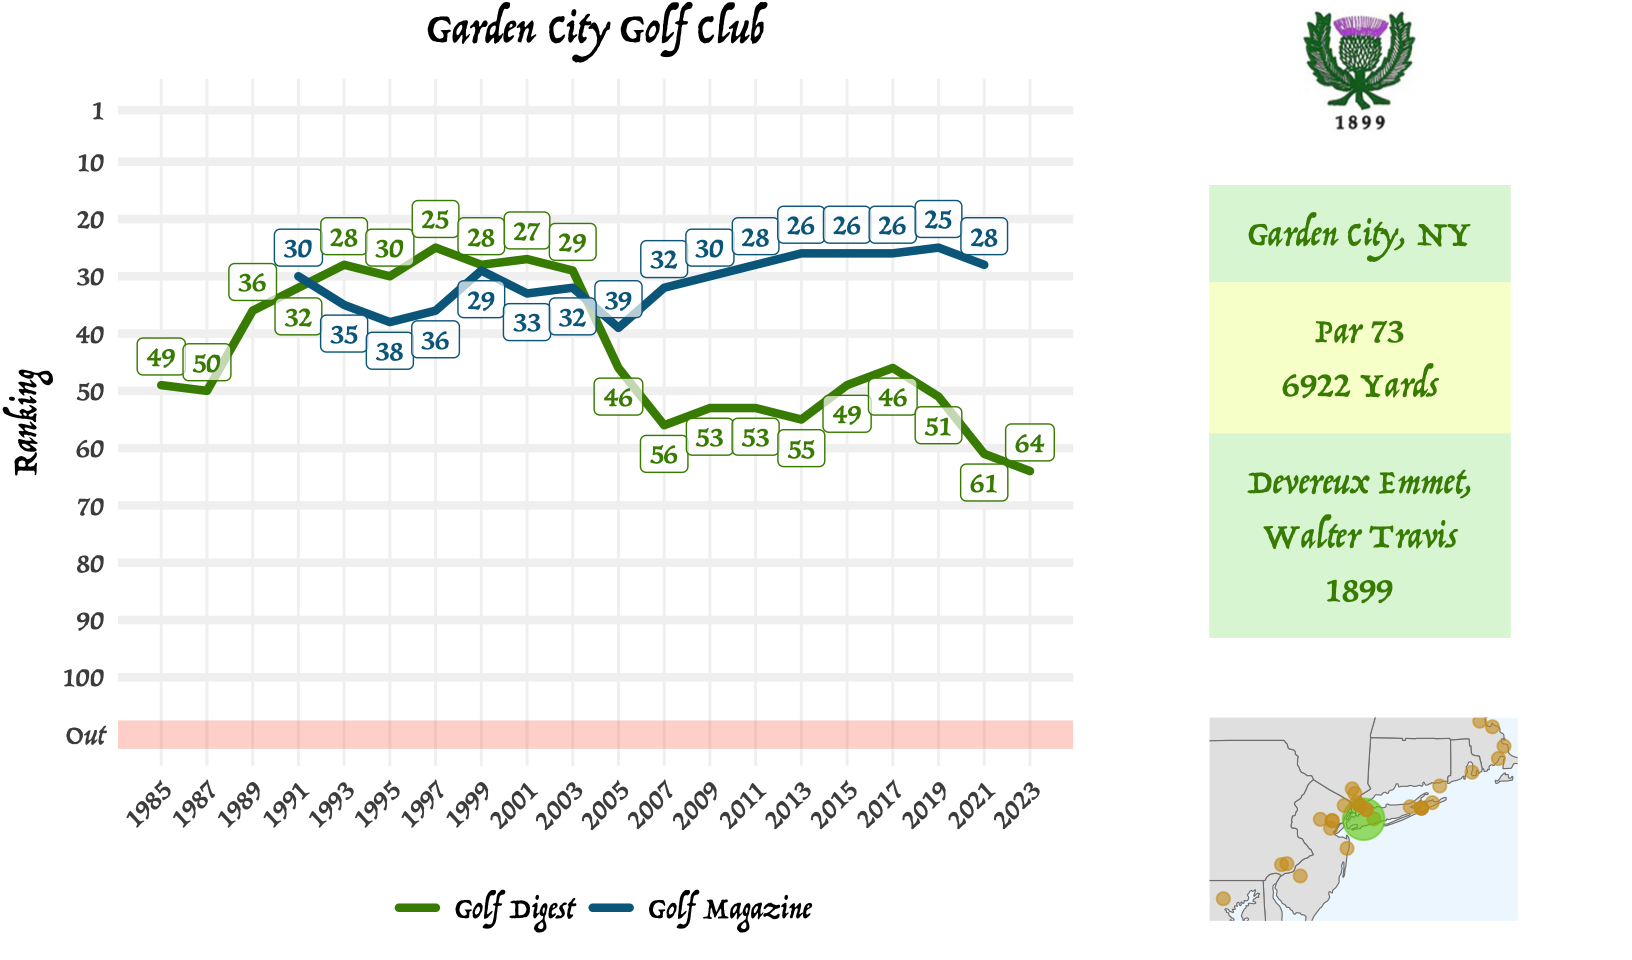 Garden City Golf Club
Ranking
1
10
20
30
40
50
60
70
80
90
100
Out
49 50 36 32 28 30 25 28 27 29 46 56 53 53 55 49 46 51 61 64
30 35 38 36 29 33 32 39 32 30 28 26 26 26 25 28
1985 1987 1989 1991 1993 1995 1997 1999 2001 2003 2005 2007 2009 2011 2013 2015 2017 2019 2021 2023
Golf Digest Golf Magazine
1899
Garden City, NY
Par 73
6922 Yards
Devereux Emmet,
Walter Travis
1899